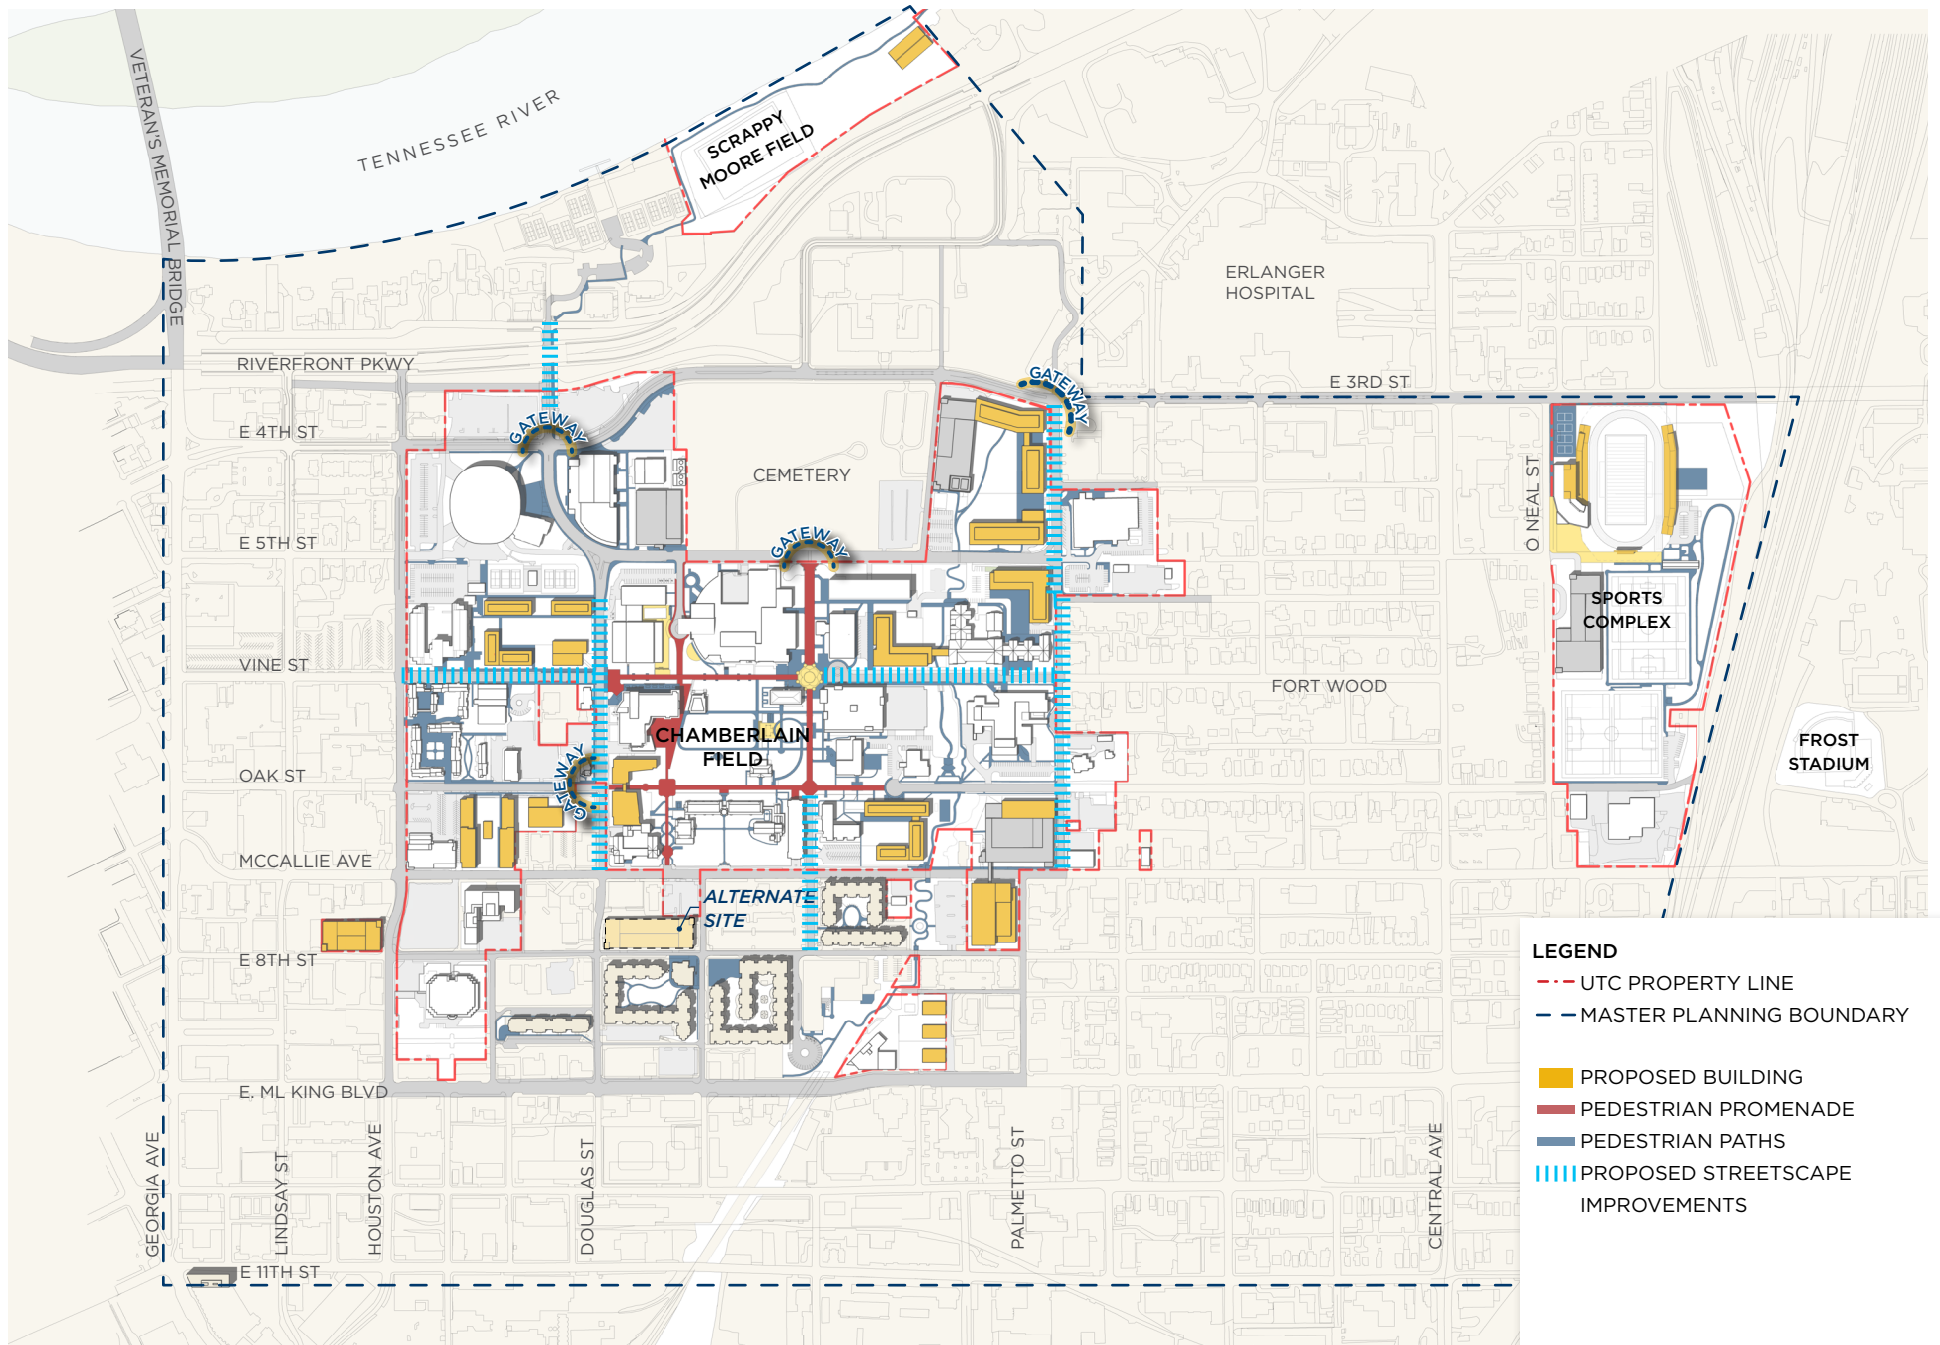 VETERAN'S MEMORIAL BRIDGE
TENNESSEE RIVER
SCRAPPY
MOORE FIELD
ERLANGER
HOSPITAL
RIVERFRONT PKWY
GATEWAY
E 3RD ST
E 4TH ST
GATEWAY
CEMETERY
O NEAL ST
E 5TH ST
GATEWAY
SPORTS
COMPLEX
VINE ST
FORT WOOD
CHAMBERLAIN
FIELD
FROST
STADIUM
OAK ST
GATEWAY
MCCALLIE AVE
ALTERNATE
SITE
E 8TH ST
E. ML KING BLVD
GEORGIA AVE
LINDSAY ST
HOUSTON AVE
DOUGLAS ST
PALMETTO ST
CENTRAL AVE
E 11TH ST
LEGEND
UTC PROPERTY LINE
MASTER PLANNING BOUNDARY
PROPOSED BUILDING
PEDESTRIAN PROMENADE
PEDESTRIAN PATHS
PROPOSED STREETSCAPE
IMPROVEMENTS